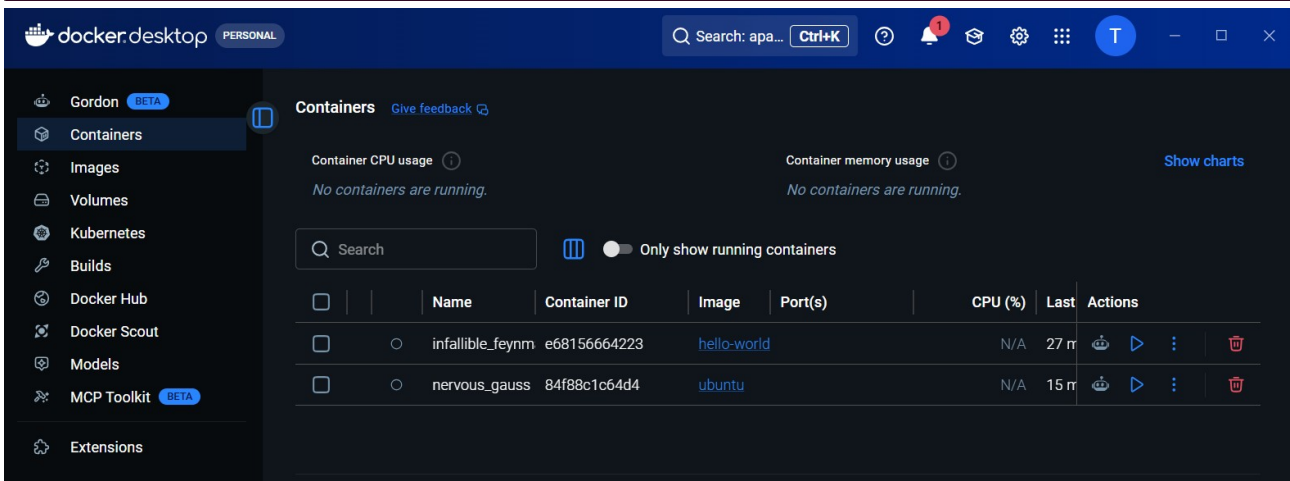 docker.desktop PERSONAL Search: apa... Ctrl+K 1 T
Gordon BETA
Containers
Images
Volumes
Kubernetes
Builds
Docker Hub
Docker Scout
Models
MCP Toolkit BETA
Extensions
Containers Give feedback
Container CPU usage Container memory usage Show charts
No containers are running. No containers are running.
Search Only show running containers
Name Container ID Image Port(s) CPU (%) Last Actions
infallible_feynm e68156664223 hello-world N/A 27 m
nervous_gauss 84f88c1c64d4 ubuntu N/A 15 m